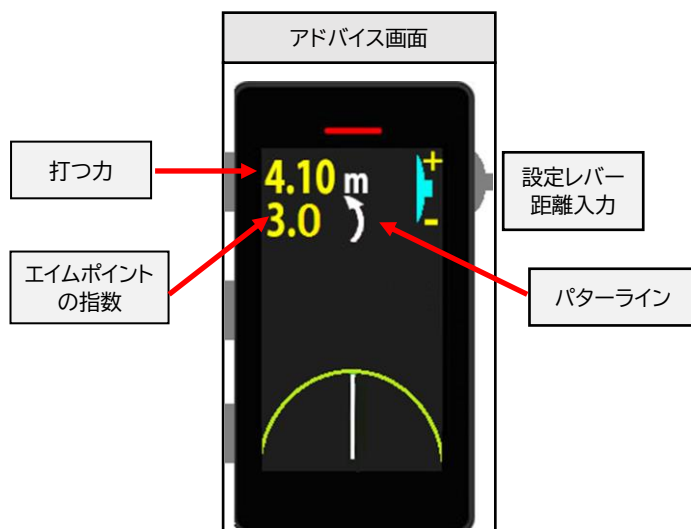 アドバイス画面
打つ力
4.10 m
+
設定レバー
距離入力
3.0
-
エイムポイント
の指数
パターライン